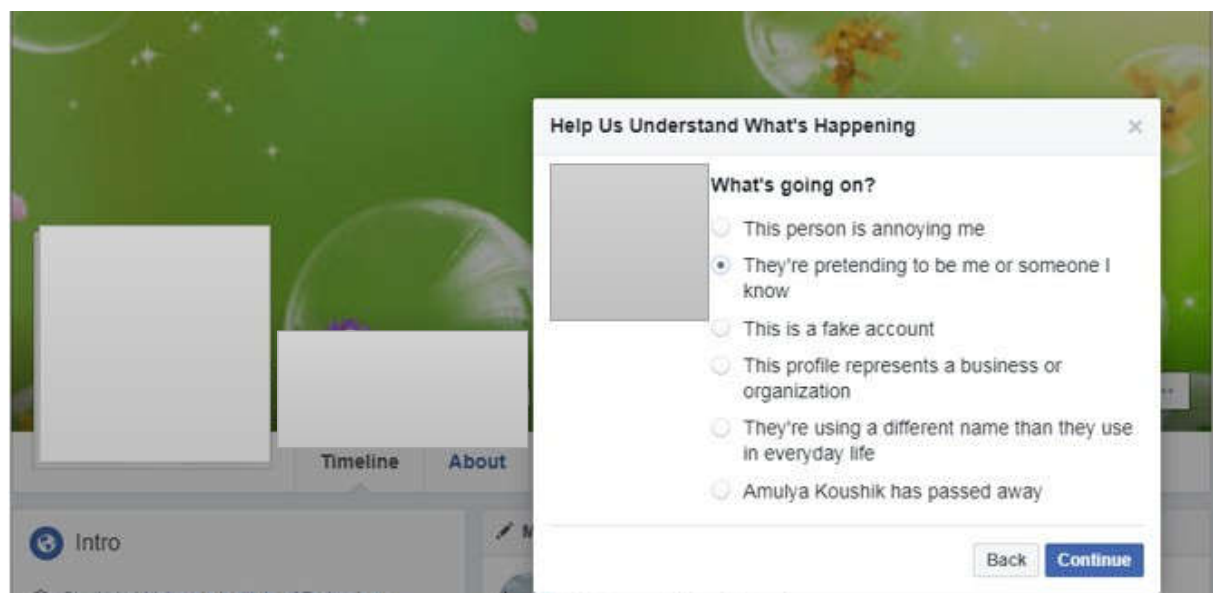 Help Us Understand What's Happening
What's going on?
This person is annoying me
They're pretending to be me or someone I
know
This is a fake account
This profile represents a business or
organization
They're using a different name than they use
in everyday life
Amulya Koushik has passed away
Back Continue
Timeline About
Intro